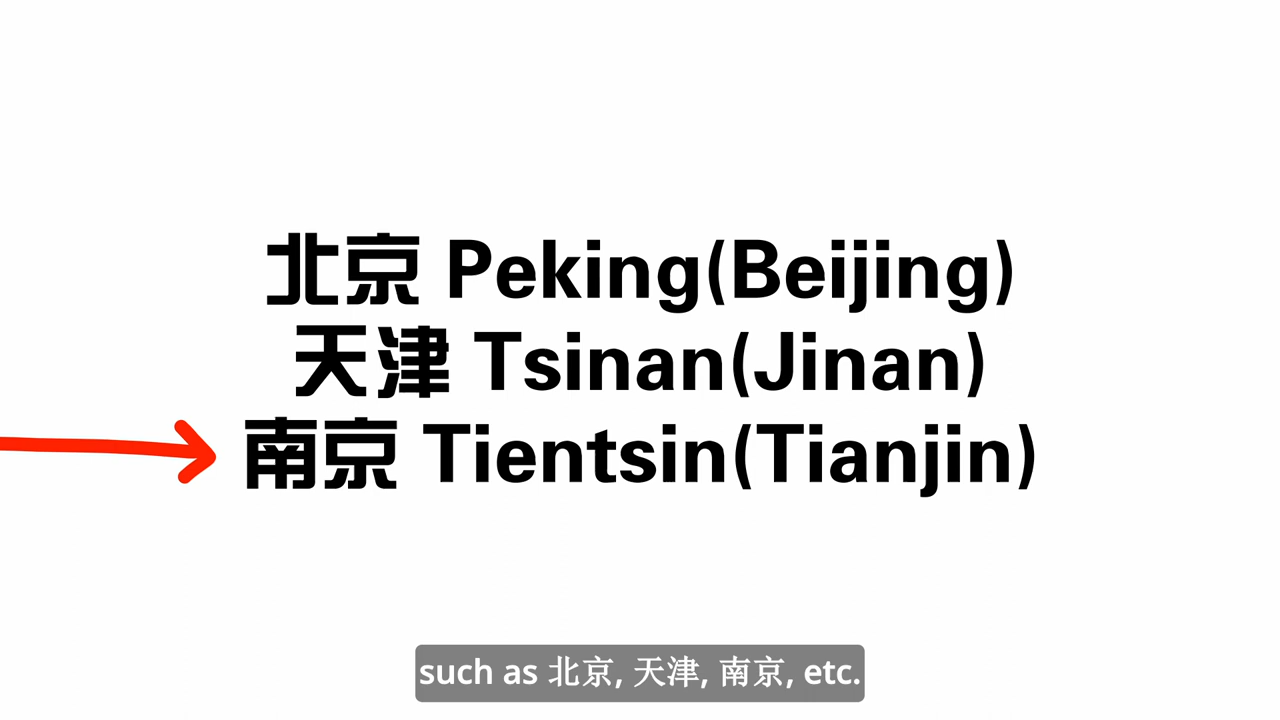 北京 Peking(Beijing)
天津 Tsinan(Jinan)
南京 Tientsin(Tianjin)
such as 北京, 天津, 南京, etc.